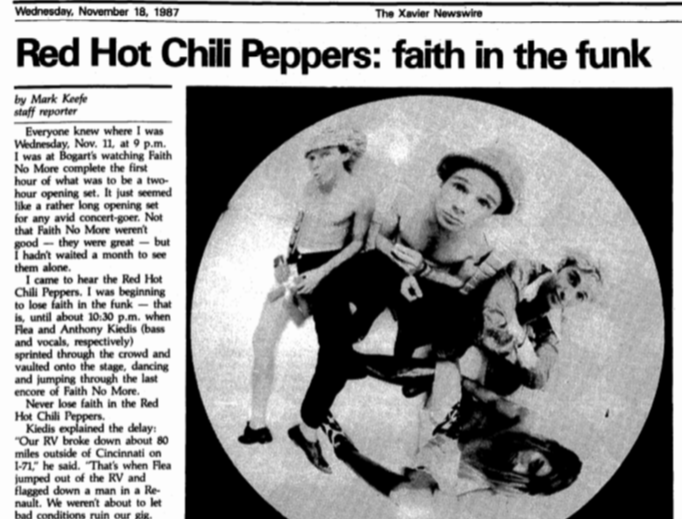 Wednesday, November 18, 1987
The Xavier Newswire
Red Hot Chili Peppers: faith in the funk
by Mark Keefe
staff reporter
Everyone knew where I was
Wednesday, Nov. 11, at 9 p.m.
I was at Bogart's watching Faith
No More complete the first
hour of what was to be a two-
hour opening set. It just seemed
like a rather long opening set
for any avid concert-goer. Not
that Faith No More weren't
good — they were great — but
I hadn't waited a month to see
them alone.
I came to hear the Red Hot
Chili Peppers. I was beginning
to lose faith in the funk — that
is, until about 10:30 p.m. when
Flea and Anthony Kiedis (bass
and vocals, respectively)
sprinted through the crowd and
vaulted onto the stage, dancing
and jumping through the last
encore of Faith No More.
Never lose faith in the Red
Hot Chili Peppers.
Kiedis explained the delay:
"Our RV broke down about 80
miles outside of Cincinnati on
I-71," he said. "That's when Flea
jumped out of the RV and
flagged down a man in a Re-
nault. We weren't about to let
bad conditions ruin our gig.